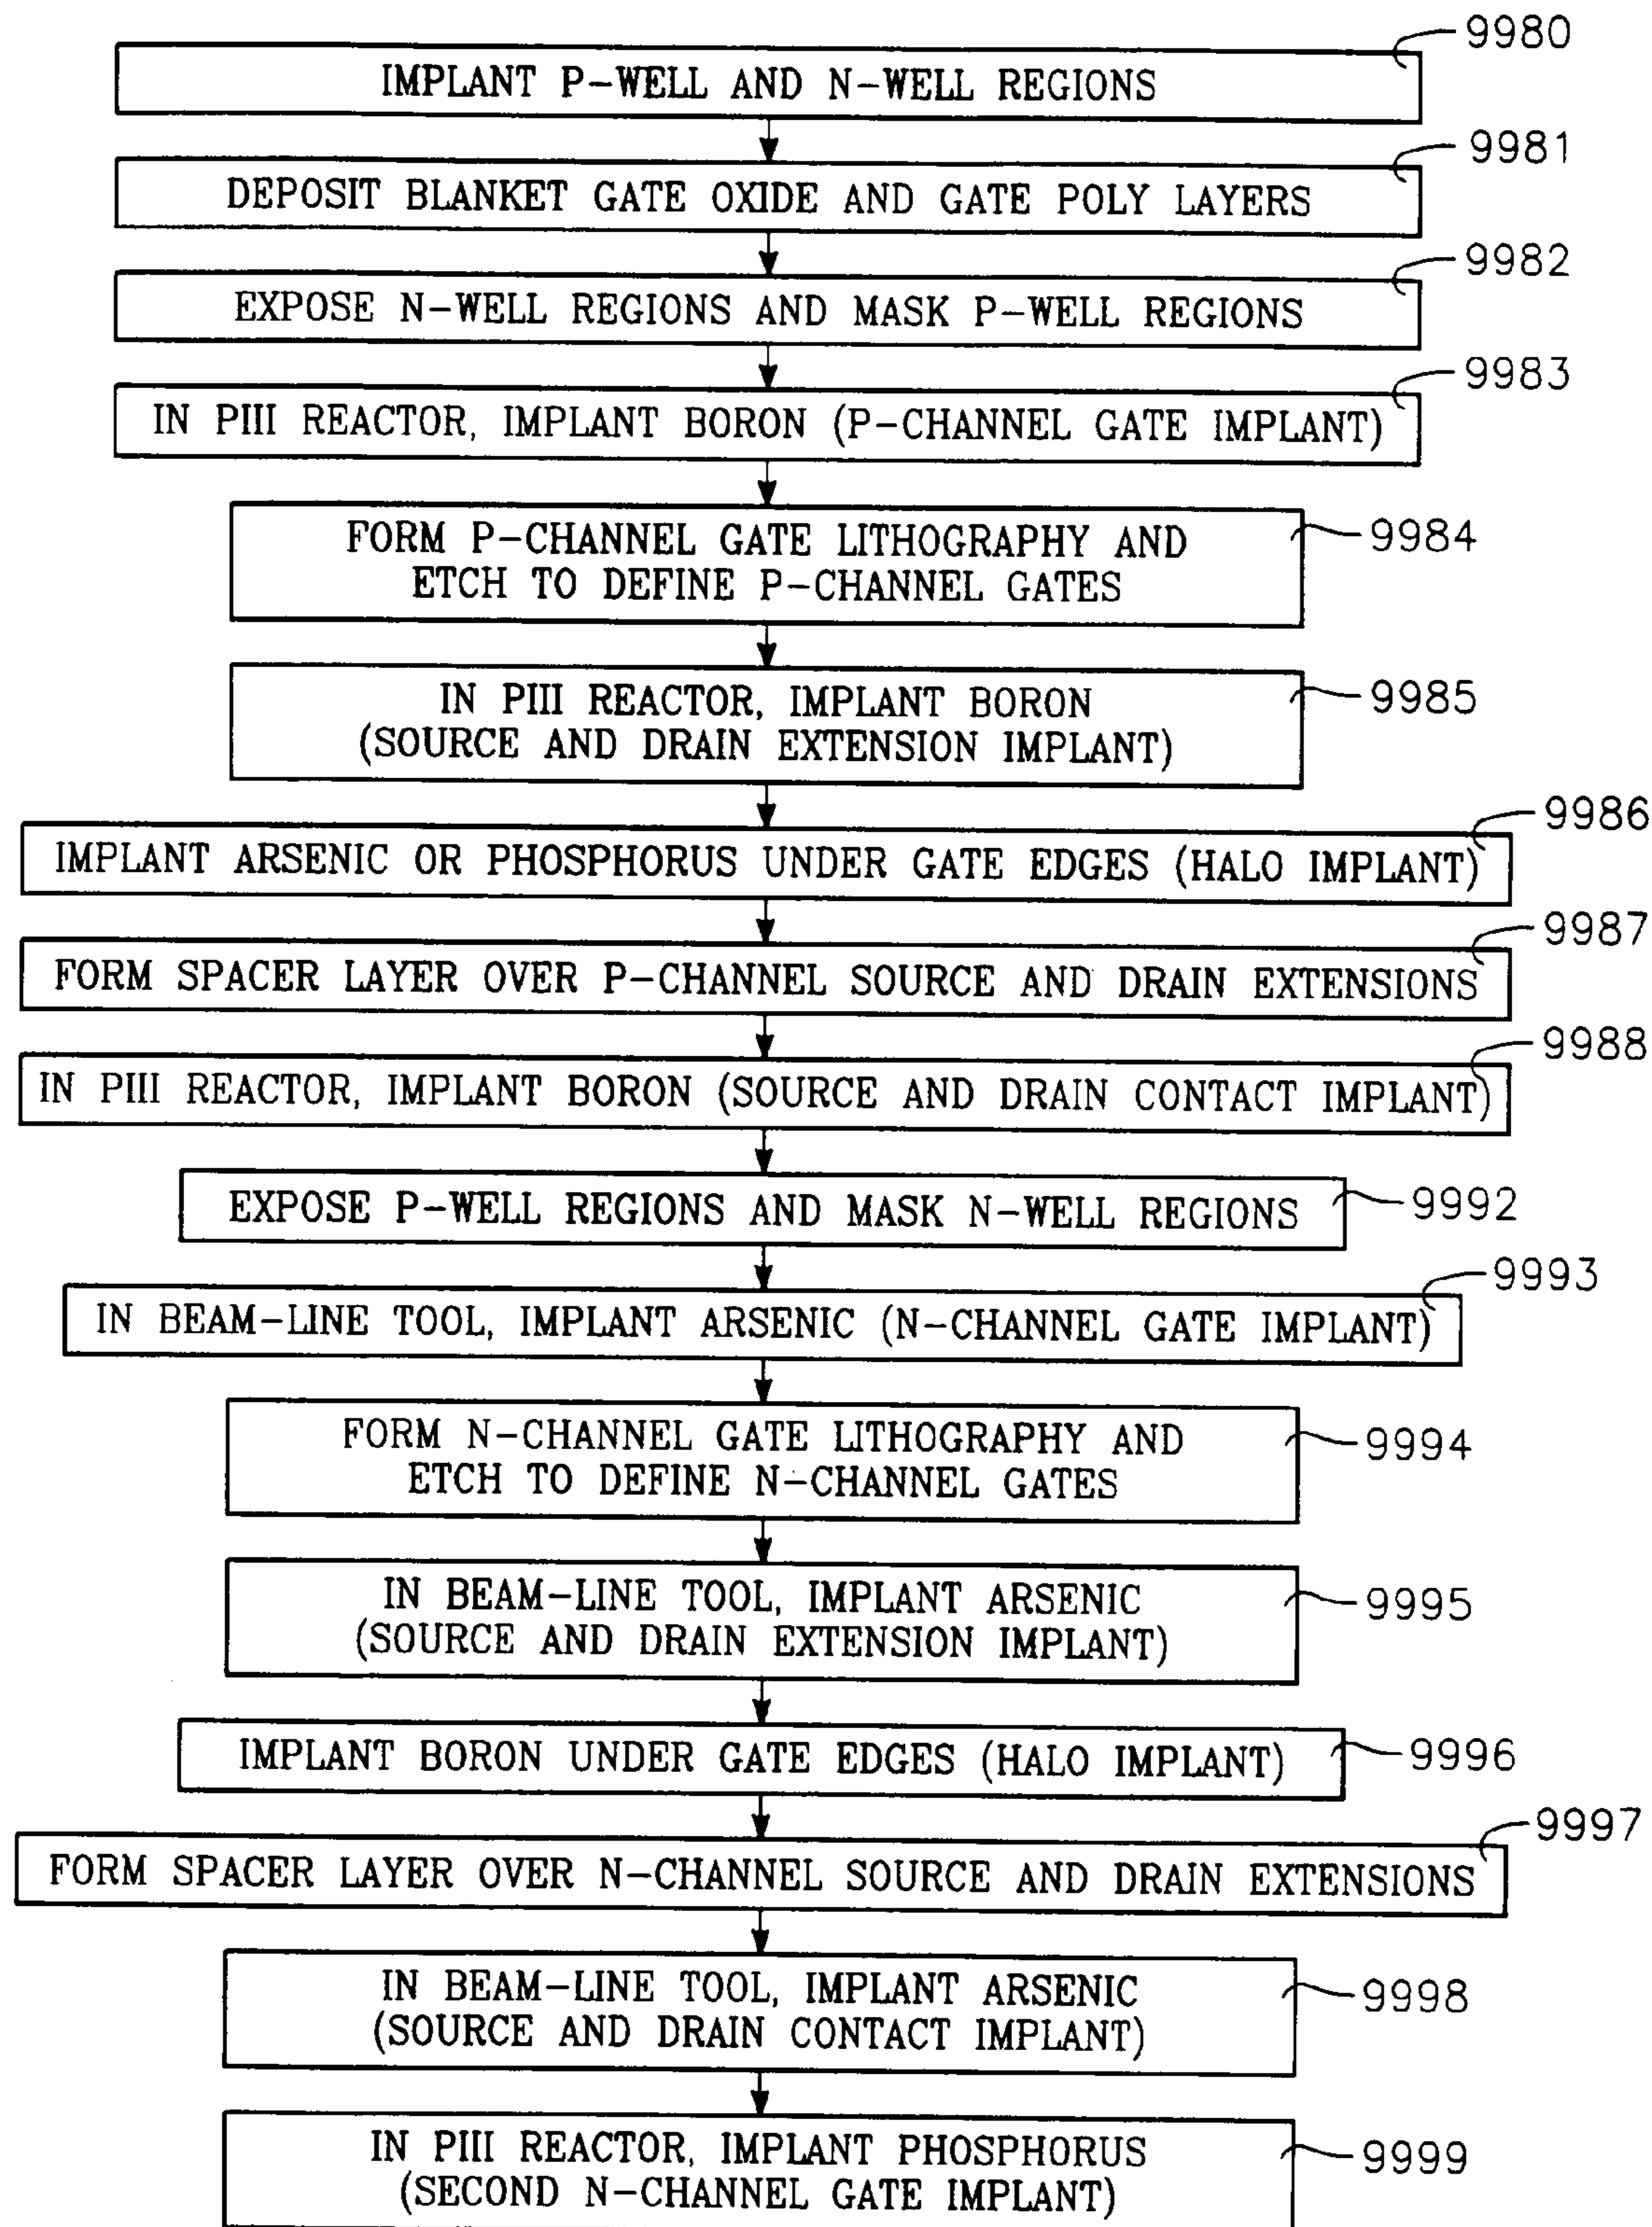 9980
IMPLANT P-WELL AND N-WELL REGIONS
9981
DEPOSIT BLANKET GATE OXIDE AND GATE POLY LAYERS
9982
EXPOSE N-WELL REGIONS AND MASK P-WELL REGIONS
9983
IN PIII REACTOR, IMPLANT BORON (P-CHANNEL GATE IMPLANT)
FORM P-CHANNEL GATE LITHOGRAPHY AND
ETCH TO DEFINE P-CHANNEL GATES
9984
IN PIII REACTOR, IMPLANT BORON
(SOURCE AND DRAIN EXTENSION IMPLANT)
9985
9986
IMPLANT ARSENIC OR PHOSPHORUS UNDER GATE EDGES (HALO IMPLANT)
9987
FORM SPACER LAYER OVER P-CHANNEL SOURCE AND DRAIN EXTENSIONS
9988
IN PIII REACTOR, IMPLANT BORON (SOURCE AND DRAIN CONTACT IMPLANT)
EXPOSE P-WELL REGIONS AND MASK N-WELL REGIONS
9992
9993
IN BEAM-LINE TOOL, IMPLANT ARSENIC (N-CHANNEL GATE IMPLANT)
FORM N-CHANNEL GATE LITHOGRAPHY AND
ETCH TO DEFINE N-CHANNEL GATES
9994
IN BEAM-LINE TOOL, IMPLANT ARSENIC
(SOURCE AND DRAIN EXTENSION IMPLANT)
9995
IMPLANT BORON UNDER GATE EDGES (HALO IMPLANT)
9996
9997
FORM SPACER LAYER OVER N-CHANNEL SOURCE AND DRAIN EXTENSIONS
IN BEAM-LINE TOOL, IMPLANT ARSENIC
(SOURCE AND DRAIN CONTACT IMPLANT)
9998
IN PIII REACTOR, IMPLANT PHOSPHORUS
(SECOND N-CHANNEL GATE IMPLANT)
9999